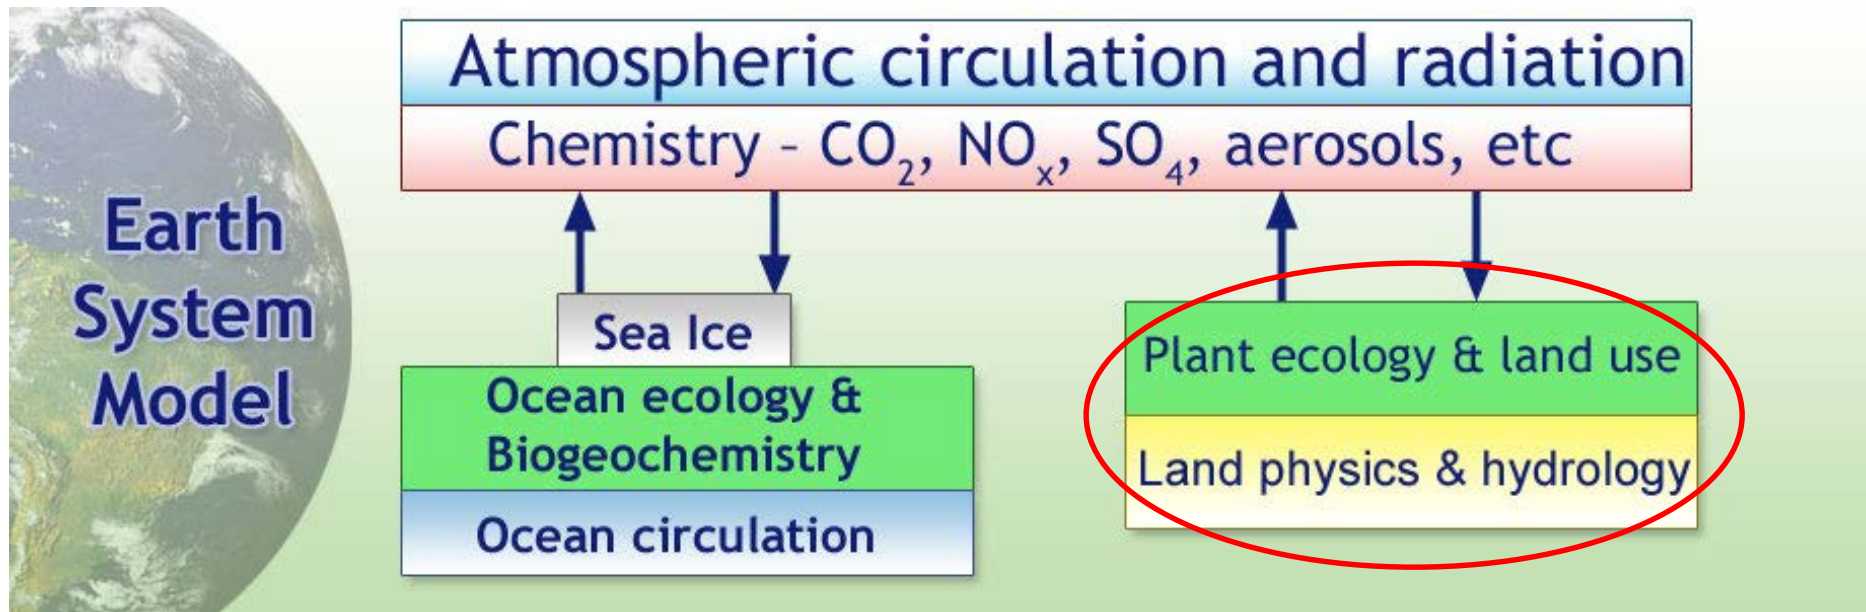 Earth
System
Model
Atmospheric circulation and radiation
Chemistry - CO₂, NOₓ, SO₄, aerosols, etc
Sea Ice
Ocean ecology &
Biogeochemistry
Ocean circulation
Plant ecology & land use
Land physics & hydrology